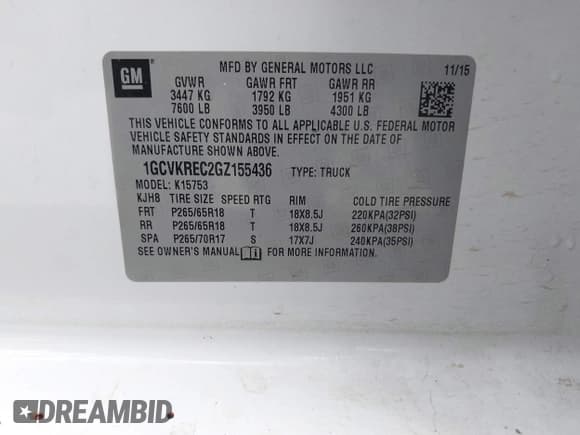 GM
MFD BY GENERAL MOTORS LLC 11/15
GVWR GAWR FRT GAWR RR
3447 KG 1792 KG 1951 KG
7600 LB 3950 LB 4300 LB
THIS VEHICLE CONFORMS TO ALL APPLICABLE U.S. FEDERAL MOTOR
VEHICLE SAFETY STANDARDS IN EFFECT ON THE DATE OF
MANUFACTURE SHOWN ABOVE.
1GCVKREC2GZ155436 TYPE: TRUCK
MODEL: K15753
KJH8 TIRE SIZE SPEED RTG RIM COLD TIRE PRESSURE
FRT P265/65R18 T 18X8.5J 220KPA(32PSI)
RR P265/65R18 T 18X8.5J 260KPA(38PSI)
SPA P265/70R17 S 17X7J 240KPA(35PSI)
SEE OWNER'S MANUAL FOR MORE INFORMATION.
DREAMBID